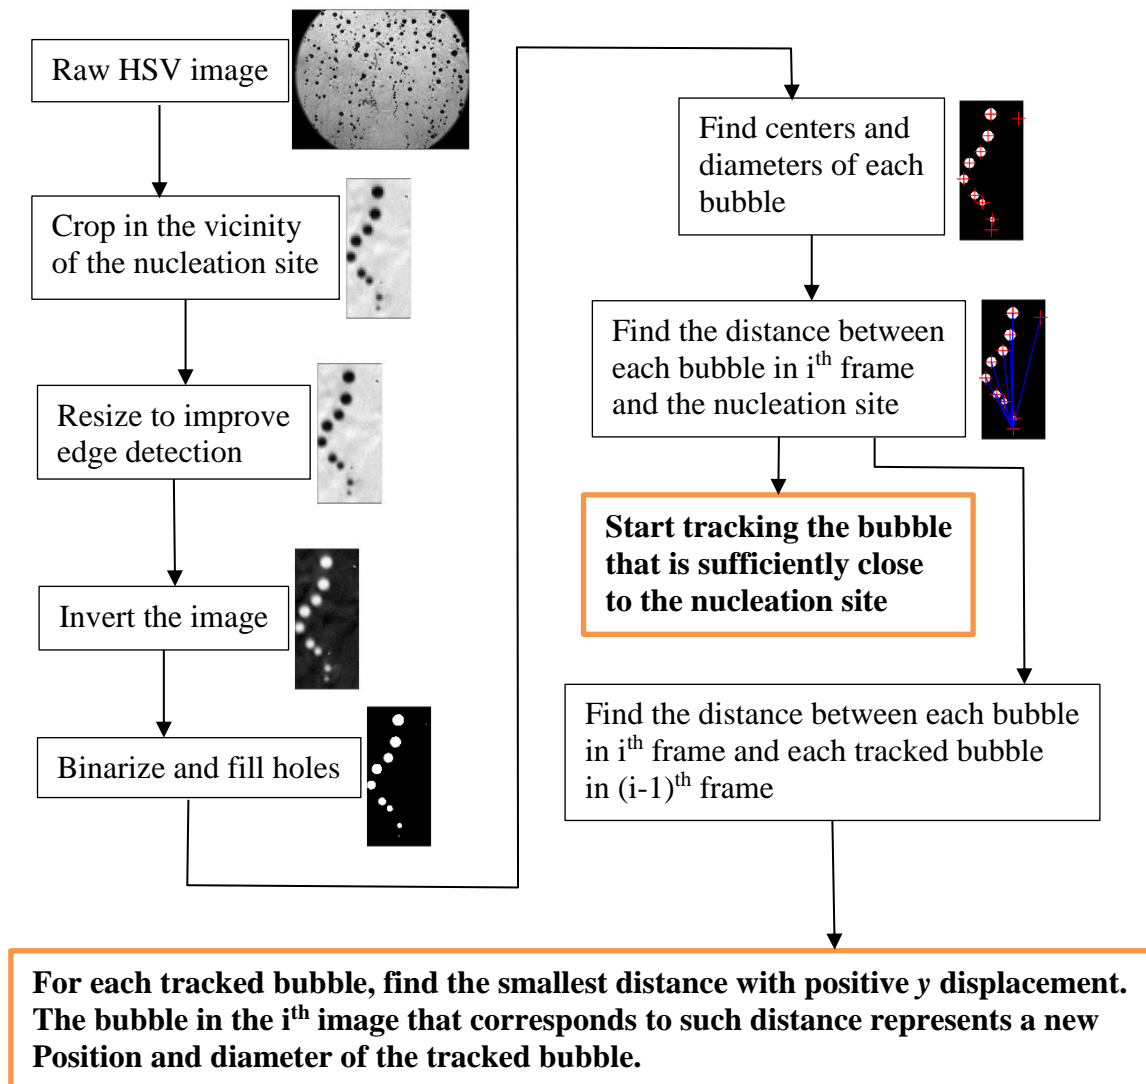 Raw HSV image
Crop in the vicinity
of the nucleation site
Resize to improve
edge detection
Invert the image
Binarize and fill holes
Find centers and
diameters of each
bubble
Find the distance between
each bubble in iᵗʰ frame
and the nucleation site
Start tracking the bubble
that is sufficiently close
to the nucleation site
Find the distance between each bubble
in iᵗʰ frame and each tracked bubble
in (i-1)ᵗʰ frame
For each tracked bubble, find the smallest distance with positive y displacement.
The bubble in the iᵗʰ image that corresponds to such distance represents a new
Position and diameter of the tracked bubble.